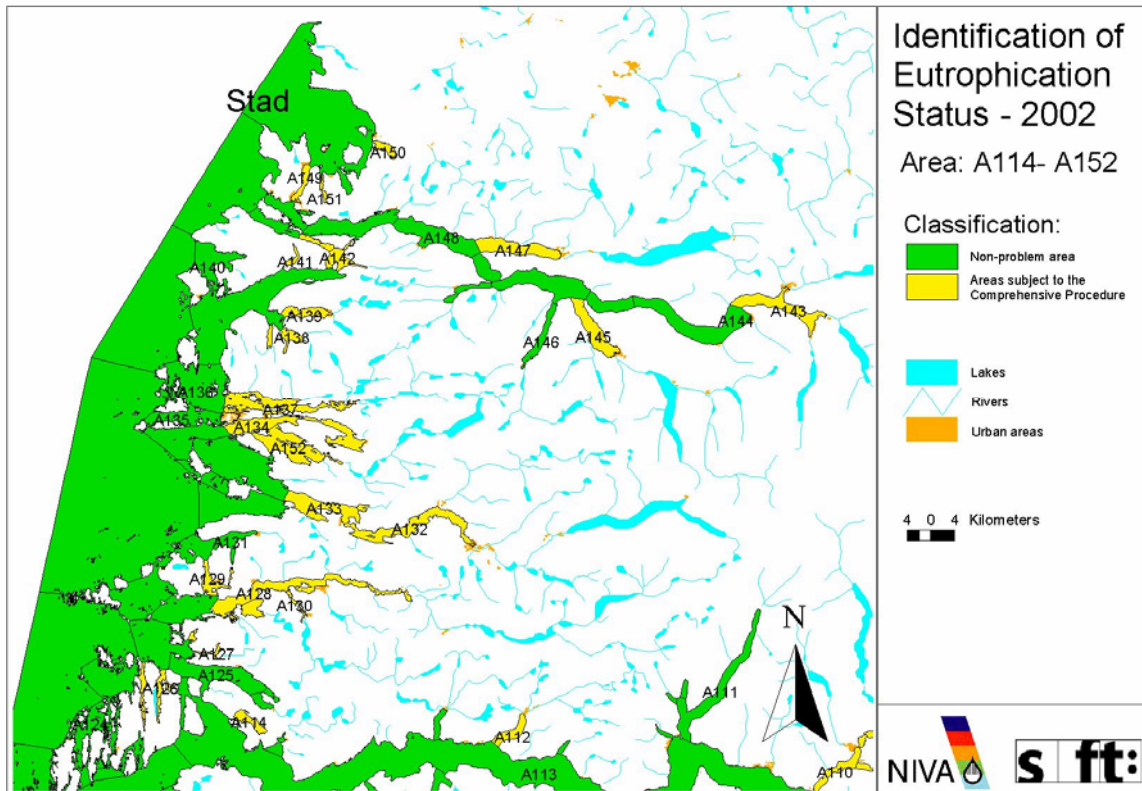 Identification of
Eutrophication
Status - 2002
Area: A114- A152
Classification:
Non-problem area
Areas subject to the
Comprehensive Procedure
Lakes
Rivers
Urban areas
4 0 4 Kilometers
N
NIVA
sft:
Stad
A150
A149
A151
A148
A147
A142
A141
A140
A143
A144
A139
A138
A145
A146
A136
A137
A135
A134
A152
A133
A132
A131
A129
A128
A130
A127
A125
A126
A124
A114
A111
A112
A113
A110